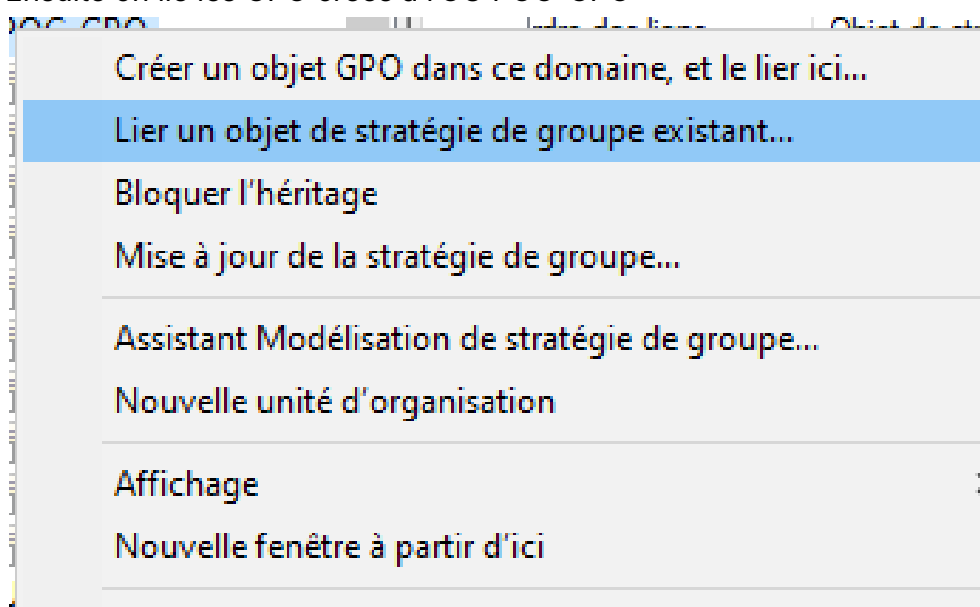 POC_GPO
Créer un objet GPO dans ce domaine, et le lier ici...
Lier un objet de stratégie de groupe existant...
Bloquer l'héritage
Mise à jour de la stratégie de groupe...
Assistant Modélisation de stratégie de groupe...
Nouvelle unité d'organisation
Affichage
Nouvelle fenêtre à partir d'ici